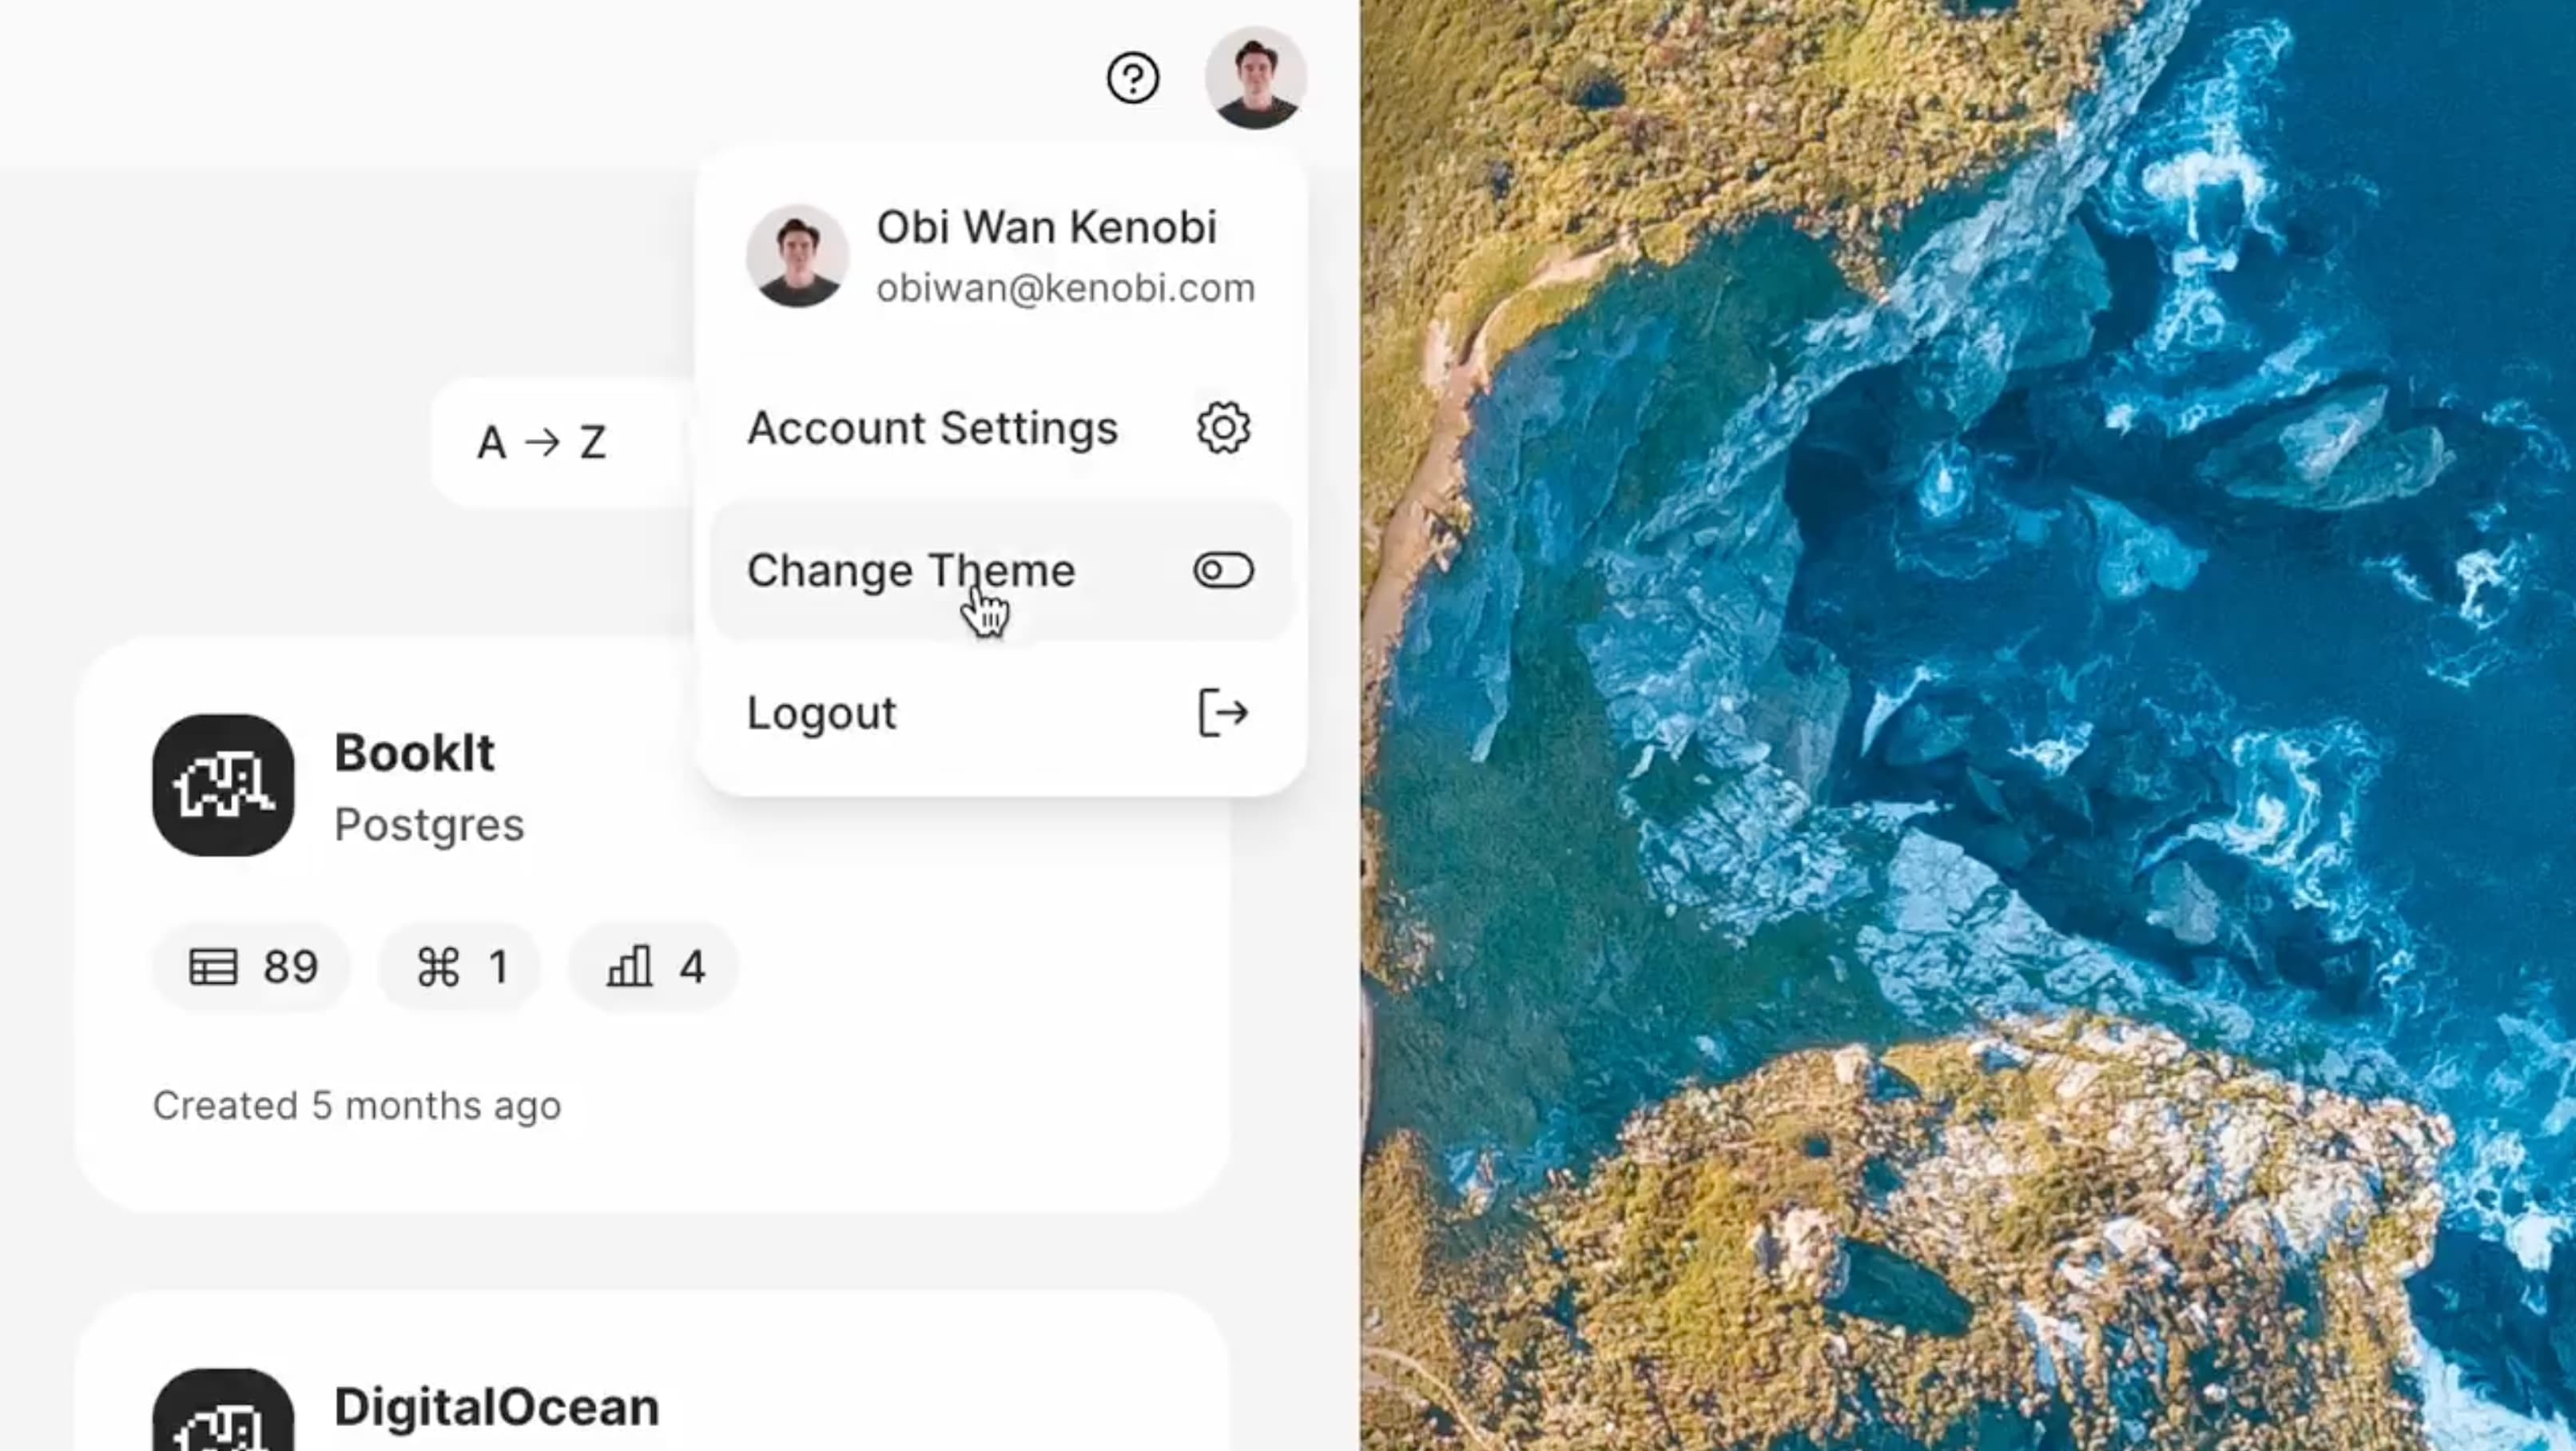 Obi Wan Kenobi
obiwan@kenobi.com
Account Settings
A → Z
Change Theme
Logout
BookIt
Postgres
89
1
4
Created 5 months ago
DigitalOcean